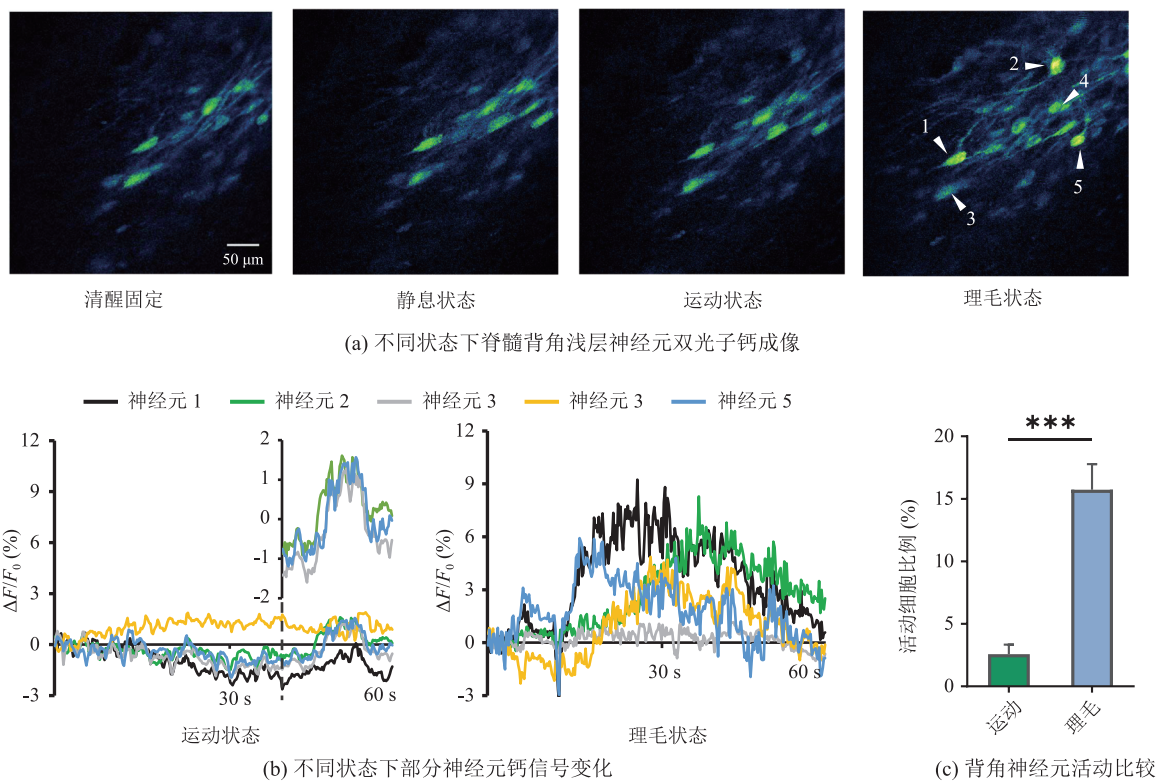 2
4
1
3
5
50 μm
清醒固定
静息状态
运动状态
理毛状态
(a) 不同状态下脊髓背角浅层神经元双光子钙成像
神经元 1
神经元 2
神经元 3
神经元 3
神经元 5
ΔF/F0 (%)
12
9
6
3
0
-3
2
1
0
-1
-2
30 s
60 s
运动状态
ΔF/F0 (%)
12
9
6
3
0
-3
30 s
60 s
理毛状态
(b) 不同状态下部分神经元钙信号变化
活动细胞比例 (%)
20
15
10
5
0
***
运动
理毛
(c) 背角神经元活动比较